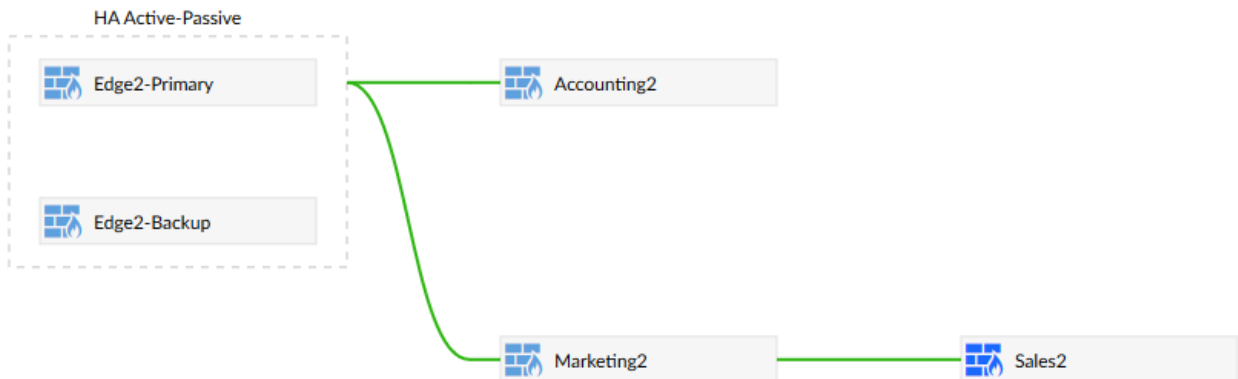 HA Active-Passive
Edge2-Primary
Accounting2
Edge2-Backup
Marketing2
Sales2